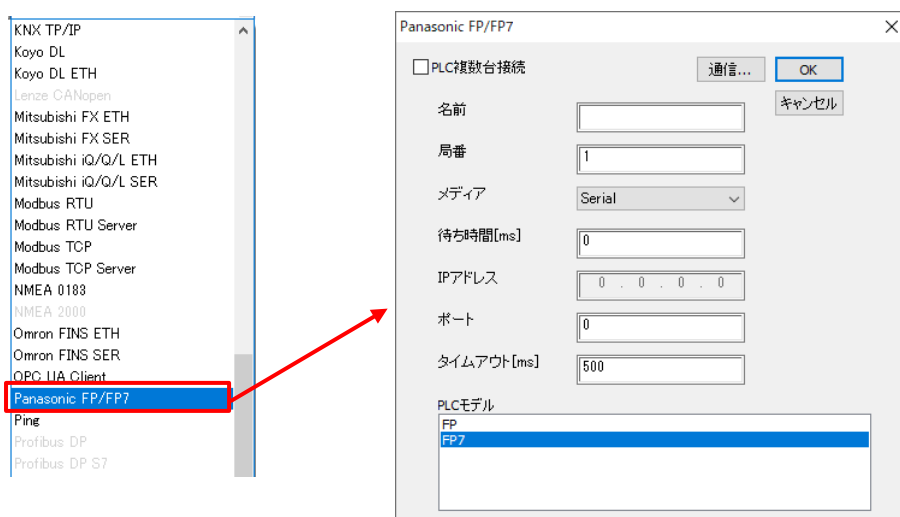 KNX TP/IP
Koyo DL
Koyo DL ETH
Lenze CANopen
Mitsubishi FX ETH
Mitsubishi FX SER
Mitsubishi iQ/Q/L ETH
Mitsubishi iQ/Q/L SER
Modbus RTU
Modbus RTU Server
Modbus TCP
Modbus TCP Server
NMEA 0183
NMEA 2000
Omron FINS ETH
Omron FINS SER
OPC UA Client
Panasonic FP/FP7
Ping
Profibus DP
Profibus DP S7
Panasonic FP/FP7
PLC複数台接続
通信...
OK
キャンセル
名前
局番
1
メディア
Serial
待ち時間[ms]
0
IPアドレス
0 . 0 . 0 . 0
ポート
0
タイムアウト[ms]
500
PLCモデル
FP
FP7